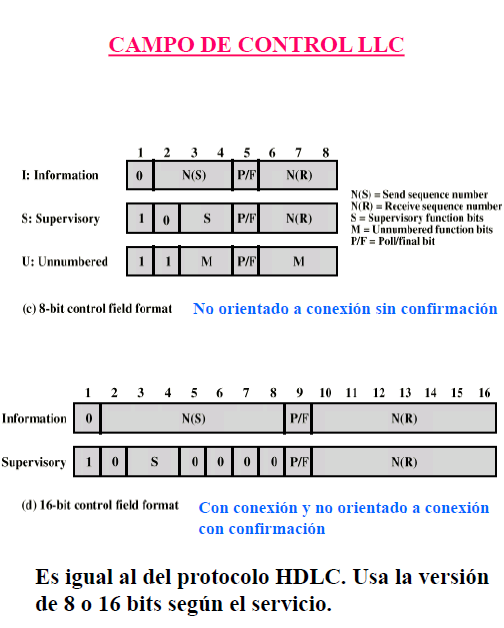 CAMPO DE CONTROL LLC
1 2 3 4 5 6 7 8
I: Information 0 N(S) P/F N(R)
S: Supervisory 1 0 S P/F N(R)
U: Unnumbered 1 1 M P/F M
N(S) = Send sequence number
N(R) = Receive sequence number
S = Supervisory function bits
M = Unnumbered function bits
P/F = Poll/final bit
(c) 8-bit control field format No orientado a conexión sin confirmación
1 2 3 4 5 6 7 8 9 10 11 12 13 14 15 16
Information 0 N(S) P/F N(R)
Supervisory 1 0 S 0 0 0 0 P/F N(R)
(d) 16-bit control field format Con conexión y no orientado a conexión
con confirmación
Es igual al del protocolo HDLC. Usa la versión
de 8 o 16 bits según el servicio.